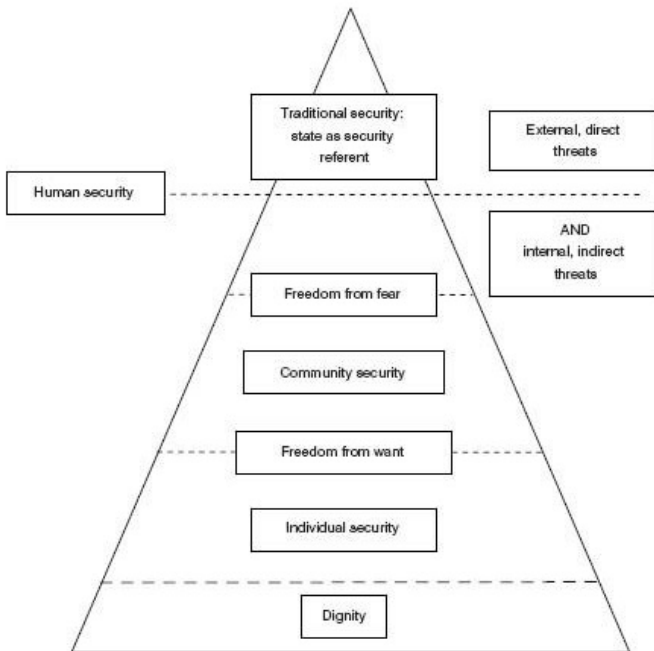 Traditional security:
state as security
referent
External, direct
threats
Human security
AND
internal, indirect
threats
Freedom from fear
Community security
Freedom from want
Individual security
Dignity